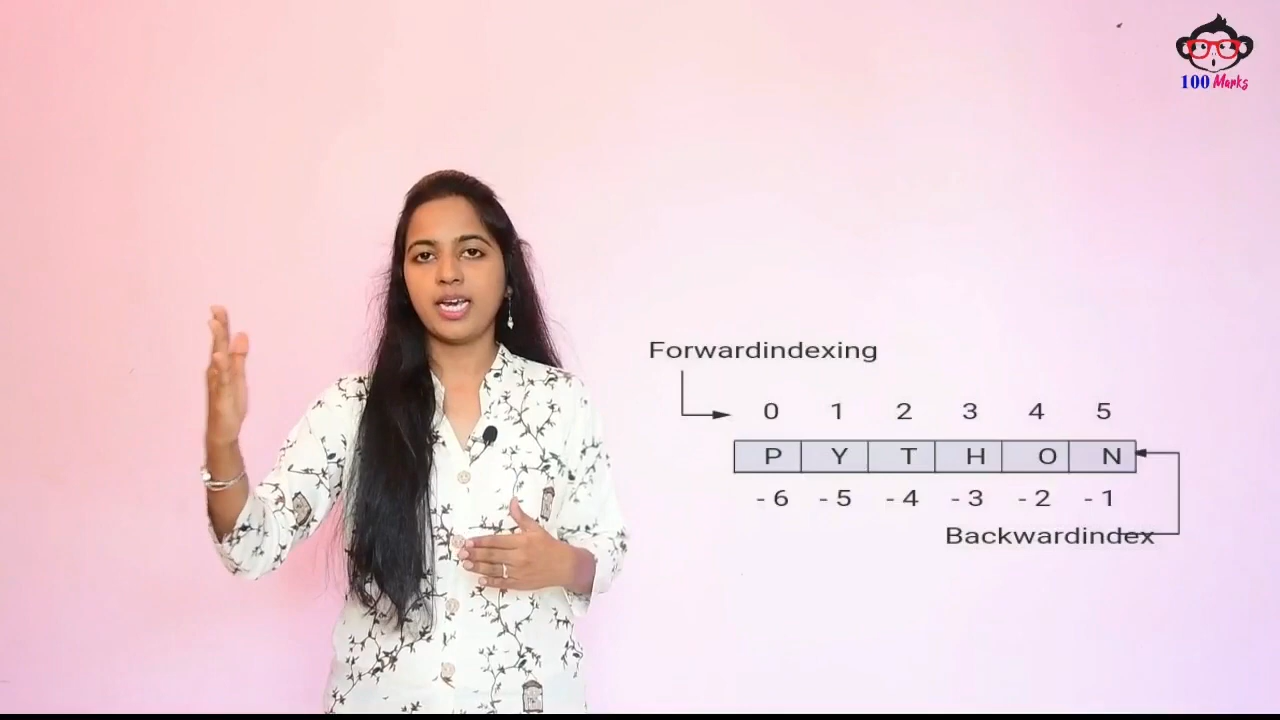 100 Marks
Forwardindexing
0 1 2 3 4 5
P Y T H O N
-6 -5 -4 -3 -2 -1
Backwardindex